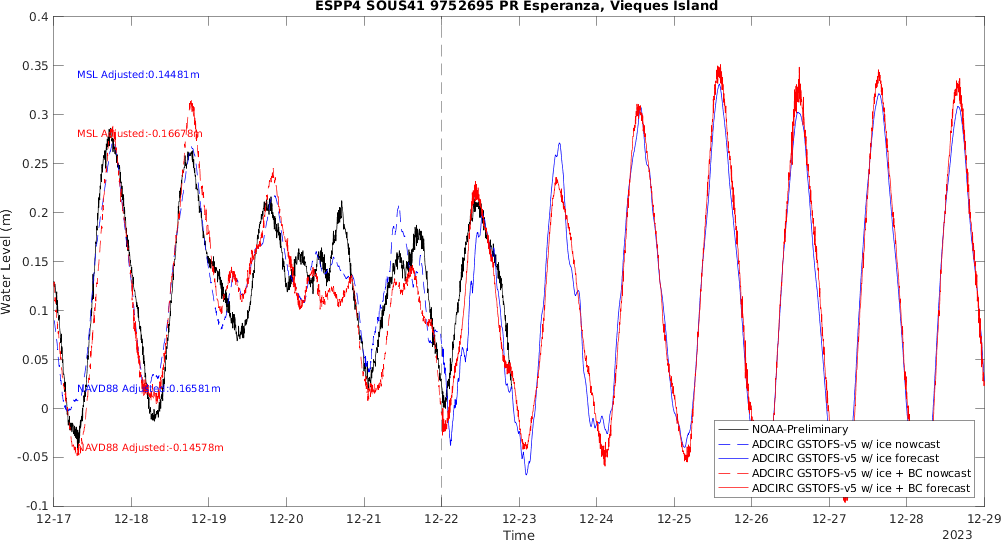 ESPP4 SOUS41 9752695 PR Esperanza, Vieques Island
0.4
0.35
0.3
0.25
0.2
0.15
0.1
0.05
0
-0.05
-0.1
Water Level (m)
MSL Adjusted:0.14481m
MSL Adjusted:-0.16678m
NAVD88 Adjusted:0.16581m
NAVD88 Adjusted:-0.14578m
NOAA-Preliminary
ADCIRC GSTOFS-v5 w/ ice nowcast
ADCIRC GSTOFS-v5 w/ ice forecast
ADCIRC GSTOFS-v5 w/ ice + BC nowcast
ADCIRC GSTOFS-v5 w/ ice + BC forecast
12-17 12-18 12-19 12-20 12-21 12-22 12-23 12-24 12-25 12-26 12-27 12-28 12-29
Time
2023